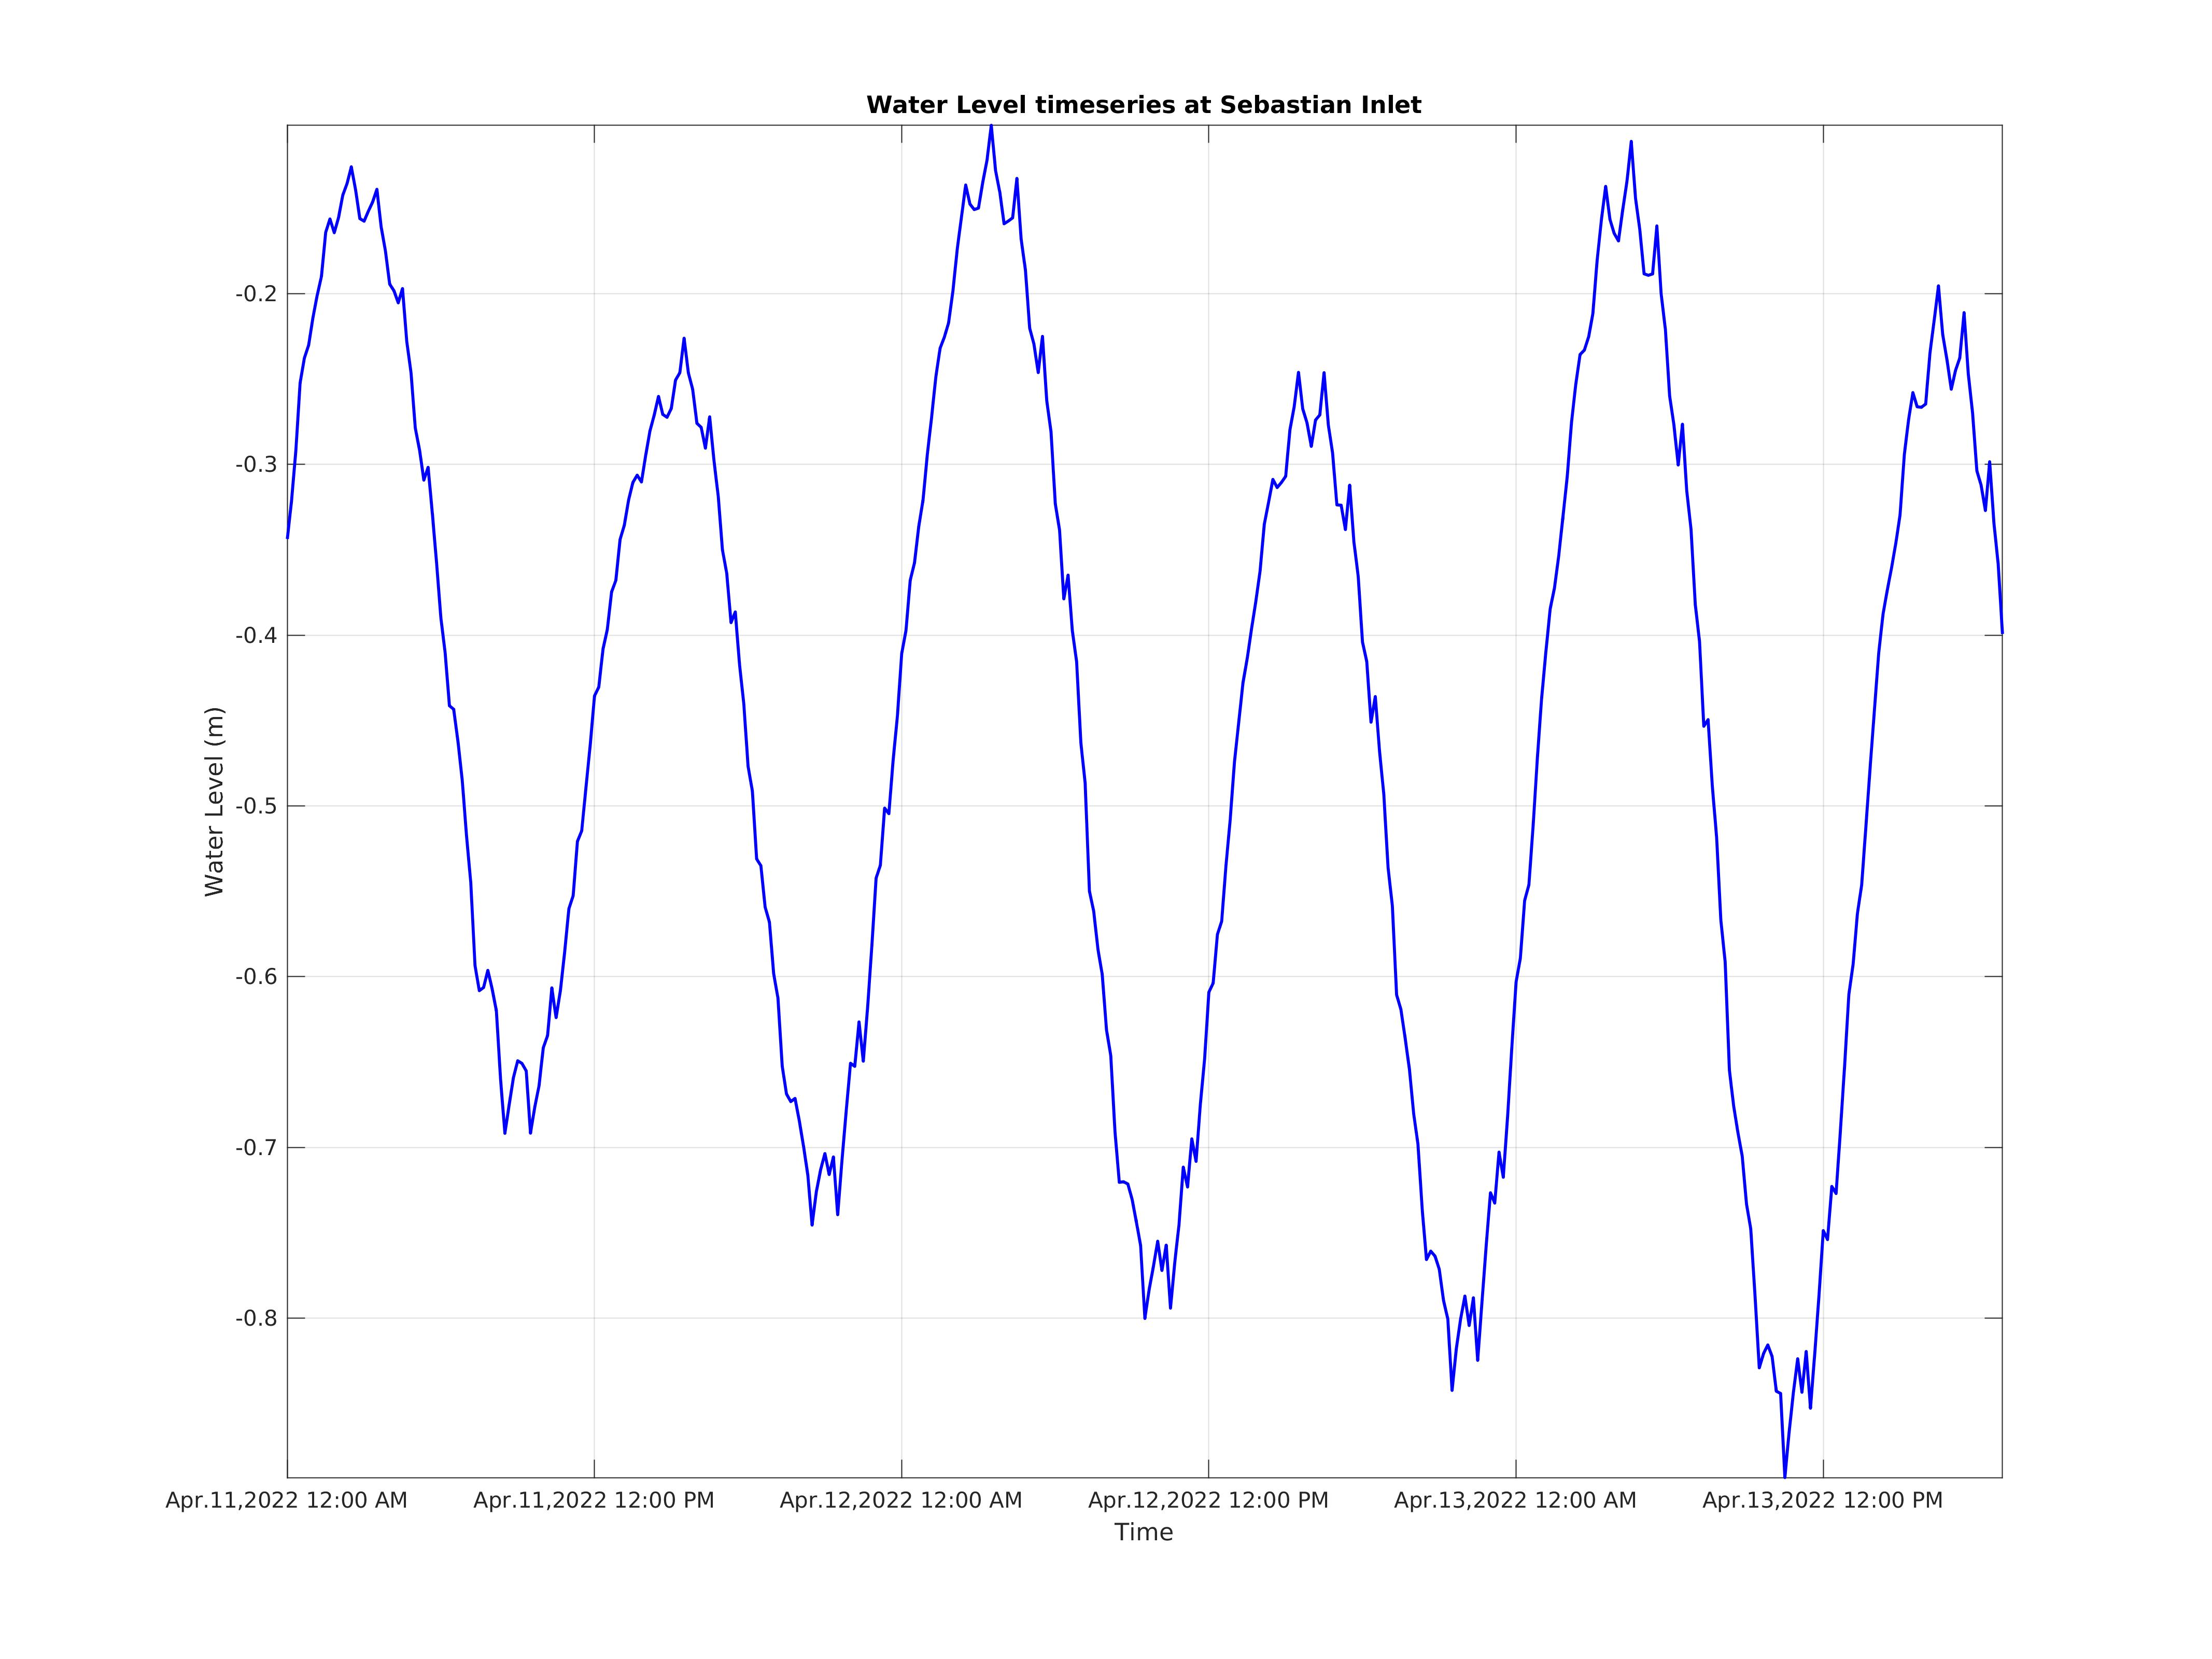 Water Level timeseries at Sebastian Inlet
-0.2
-0.3
-0.4
-0.5
-0.6
-0.7
-0.8
Water Level (m)
Apr.11,2022 12:00 AM
Apr.11,2022 12:00 PM
Apr.12,2022 12:00 AM
Apr.12,2022 12:00 PM
Apr.13,2022 12:00 AM
Apr.13,2022 12:00 PM
Time